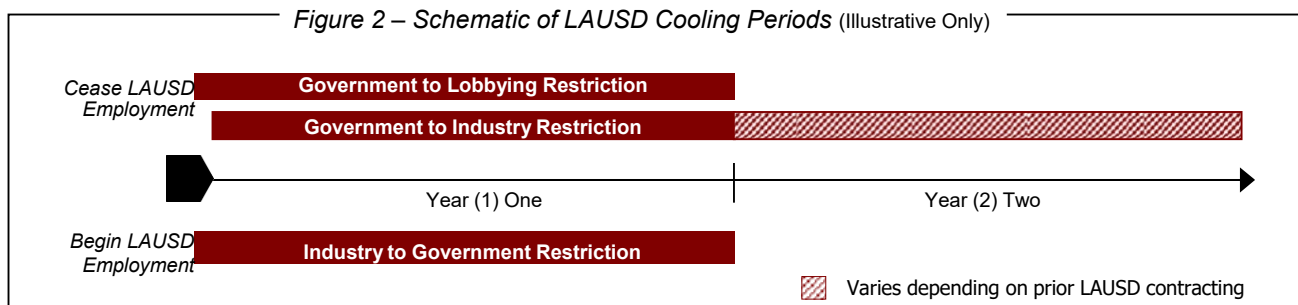 Figure 2 – Schematic of LAUSD Cooling Periods (Illustrative Only)
Cease LAUSD
Employment
Government to Lobbying Restriction
Government to Industry Restriction
Year (1) One
Year (2) Two
Begin LAUSD
Employment
Industry to Government Restriction
Varies depending on prior LAUSD contracting